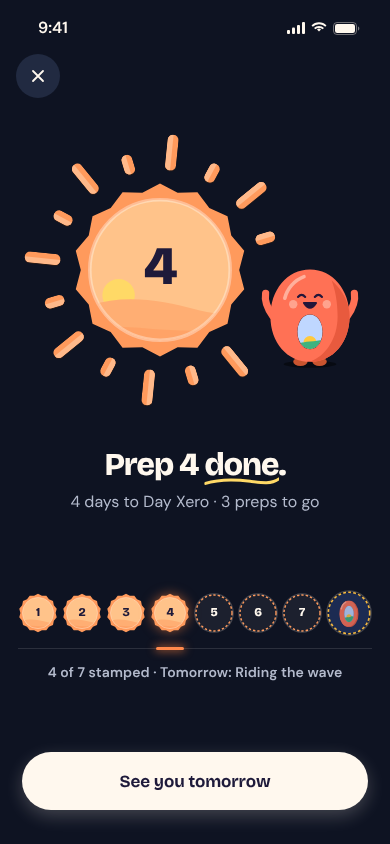 9:41
4
Prep 4 done.
4 days to Day Xero · 3 preps to go
1 2 3 4 5 6 7
4 of 7 stamped · Tomorrow: Riding the wave
See you tomorrow